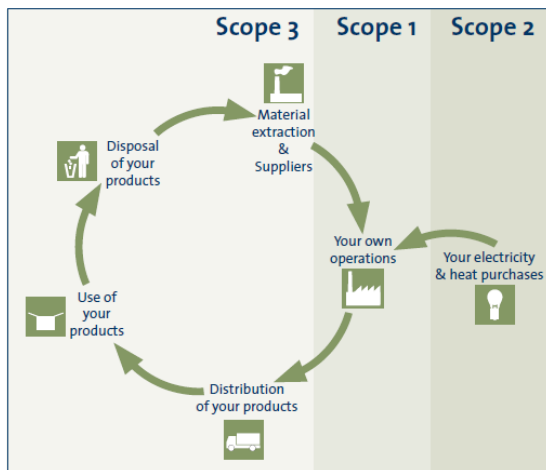 Scope 3
Scope 1
Scope 2
Material
extraction
&
Suppliers
Disposal
of your
products
Your own
operations
Your electricity
& heat purchases
Use of
your
products
Distribution
of your products